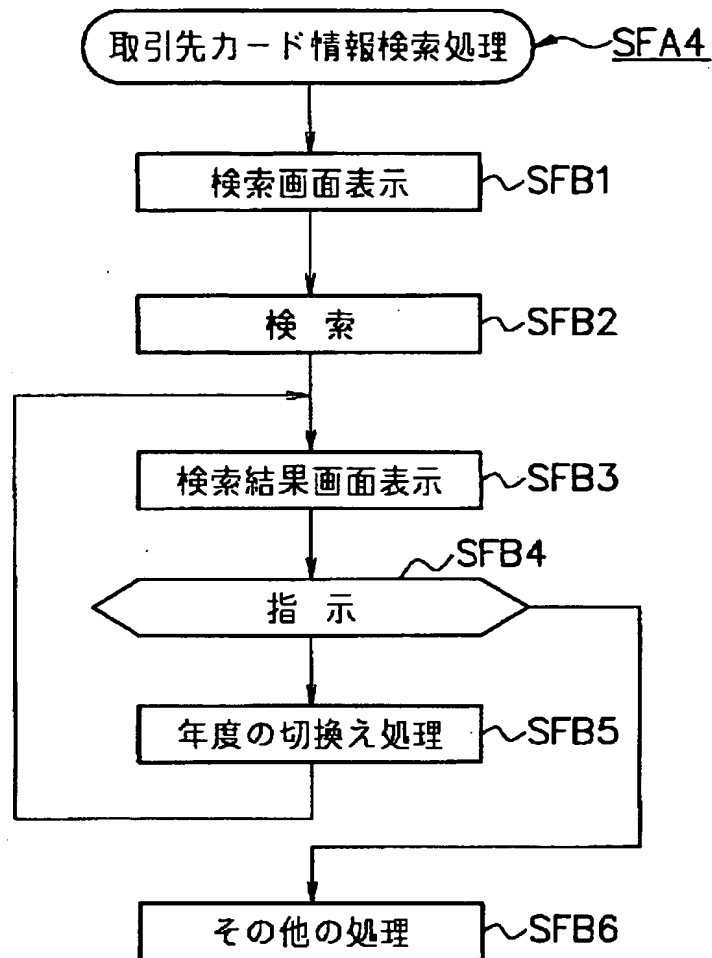 取引先カード情報検索処理 SFA4
検索画面表示 SFB1
検 索 SFB2
検索結果画面表示 SFB3
SFB4
指 示
年度の切換え処理 SFB5
その他の処理 SFB6